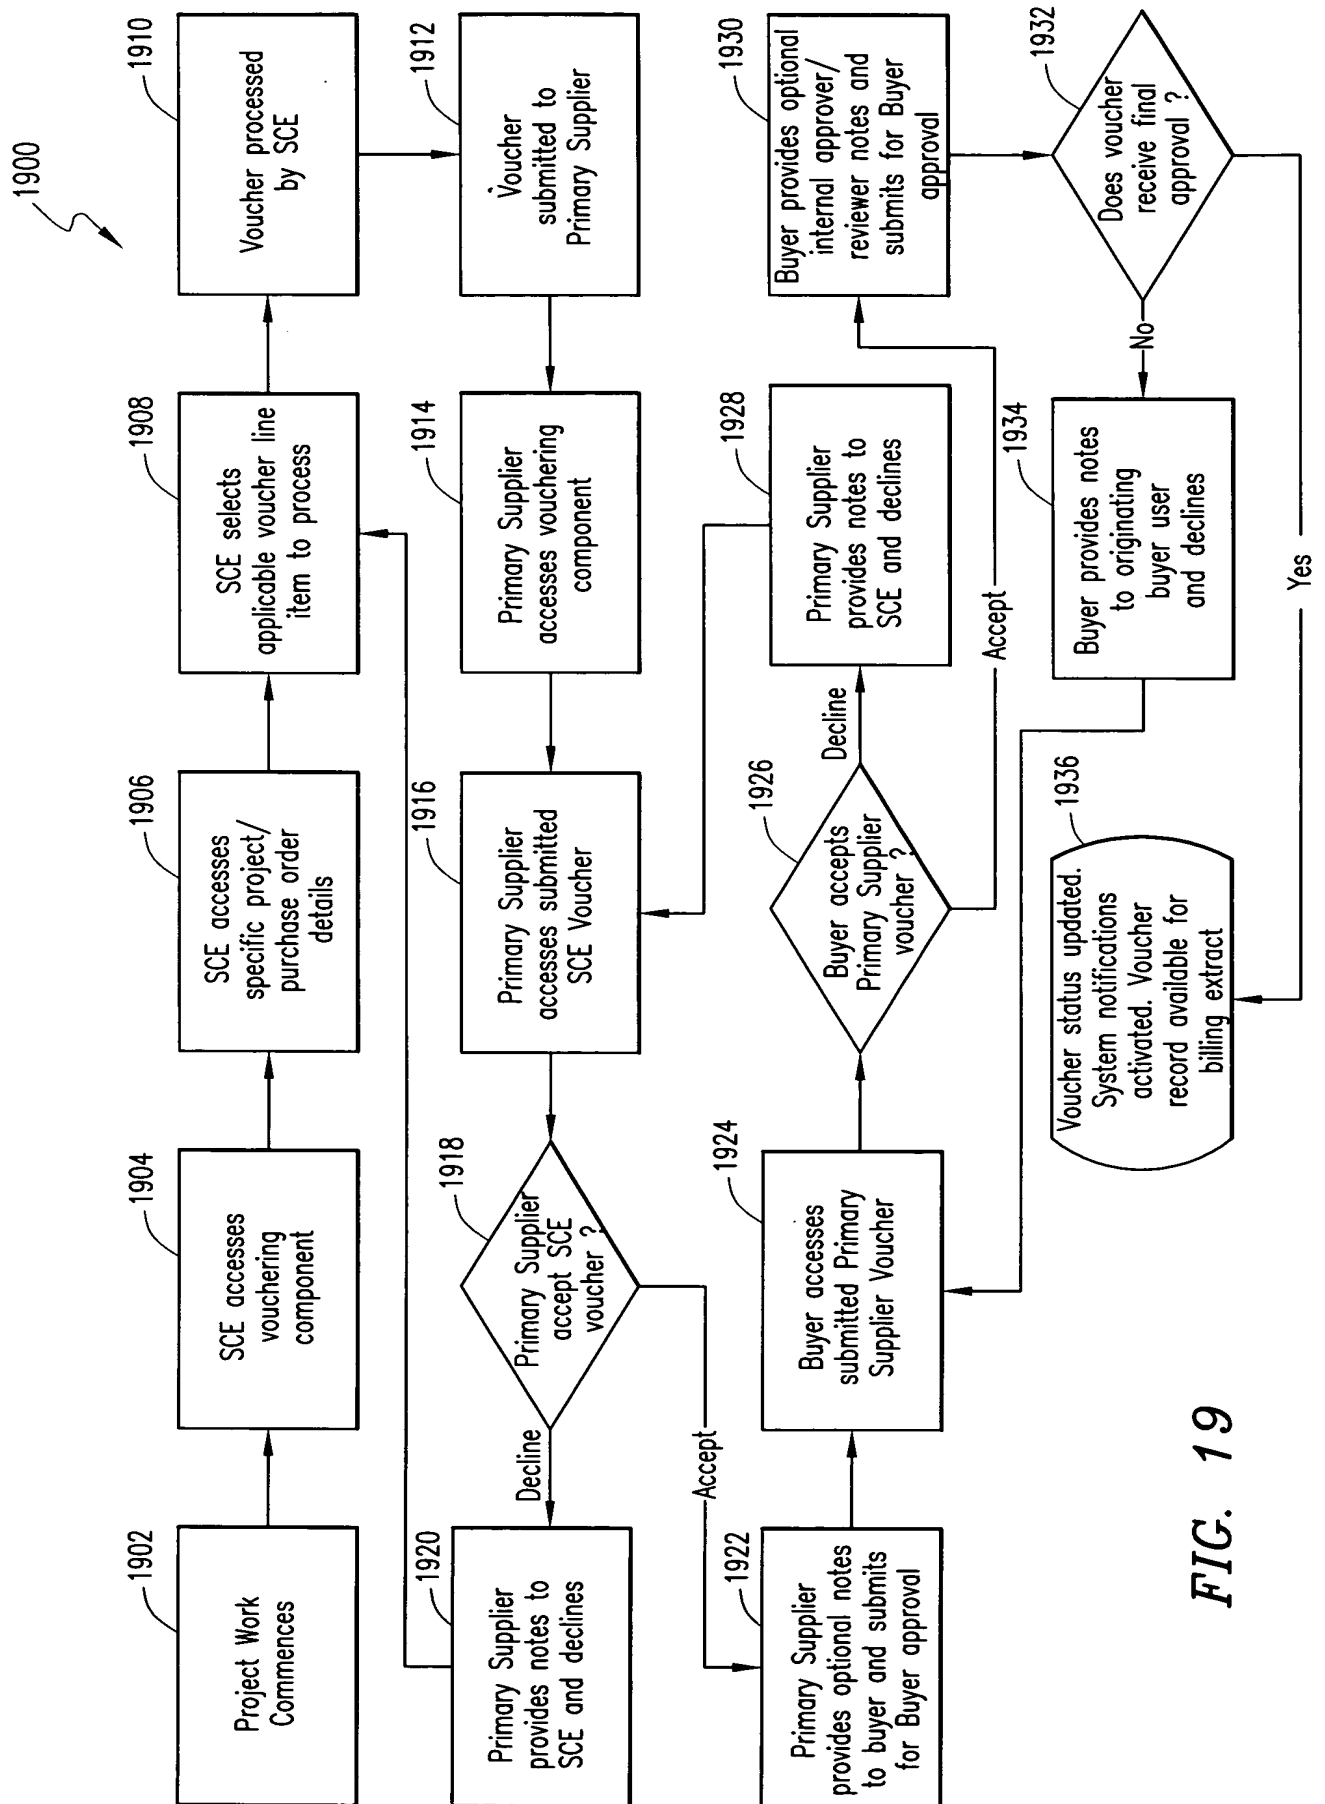 1900
1902
Project Work
Commences
1904
SCE accesses
vouchering
component
1906
SCE accesses
specific project/
purchase order
details
1908
SCE selects
applicable voucher line
item to process
1910
Voucher processed
by SCE
1912
Voucher
submitted to
Primary Supplier
1914
Primary Supplier
accesses vouchering
component
1916
Primary Supplier
accesses submitted
SCE Voucher
1918
Primary Supplier
accept SCE
voucher ?
Decline
Accept
1920
Primary Supplier
provides notes to
SCE and declines
1922
Primary Supplier
provides optional notes
to buyer and submits
for Buyer approval
1924
Buyer accesses
submitted Primary
Supplier Voucher
1926
Buyer accepts
Primary Supplier
voucher ?
Decline
Accept
1928
Primary Supplier
provides notes to
SCE and declines
1930
Buyer provides optional
internal approver/
reviewer notes and
submits for Buyer
approval
1932
Does voucher
receive final
approval ?
No
Yes
1934
Buyer provides notes
to originating
buyer user
and declines
1936
Voucher status updated.
System notifications
activated. Voucher
record available for
billing extract
FIG. 19